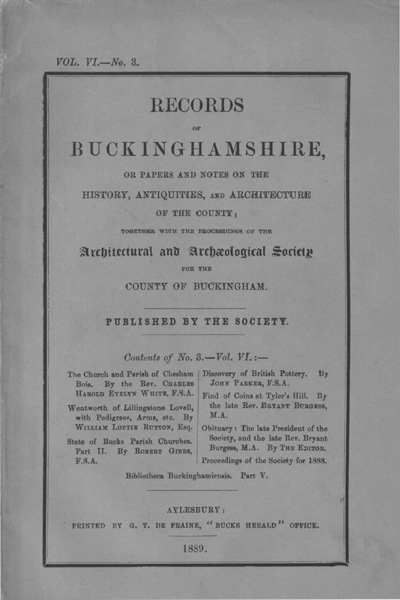 VOL. VI.—No. 3.
RECORDS
OF
BUCKINGHAMSHIRE,
OR PAPERS AND NOTES ON THE
HISTORY, ANTIQUITIES, AND ARCHITECTURE
OF THE COUNTY;
TOGETHER WITH THE PROCEEDINGS OF THE
Architectural and Archæological Society
FOR THE
COUNTY OF BUCKINGHAM.
PUBLISHED BY THE SOCIETY.
Contents of No. 3.—Vol. VI.:—
The Church and Parish of Chesham
Bois. By the Rev. CHARLES
HAROLD EVELYN WHITE, F.S.A.
Wentworth of Lillingstone Lovell,
with Pedigrees, Arms, etc. By
WILLIAM LOFTIE RUTTON, Esq.
State of Bucks Parish Churches.
Part II. By ROBERT GIBBS,
F.S.A.
Discovery of British Pottery. By
JOHN PARKER, F.S.A.
Find of Coins at Tyler's Hill. By
the late Rev. BRYANT BURGESS,
M.A.
Obituary: The late President of the
Society, and the late Rev. Bryant
Burgess, M.A. By THE EDITOR.
Proceedings of the Society for 1888.
Bibliotheca Buckinghamiensis. Part V.
AYLESBURY:
PRINTED BY G. T. DE FRAINE, "BUCKS HERALD" OFFICE.
1889.